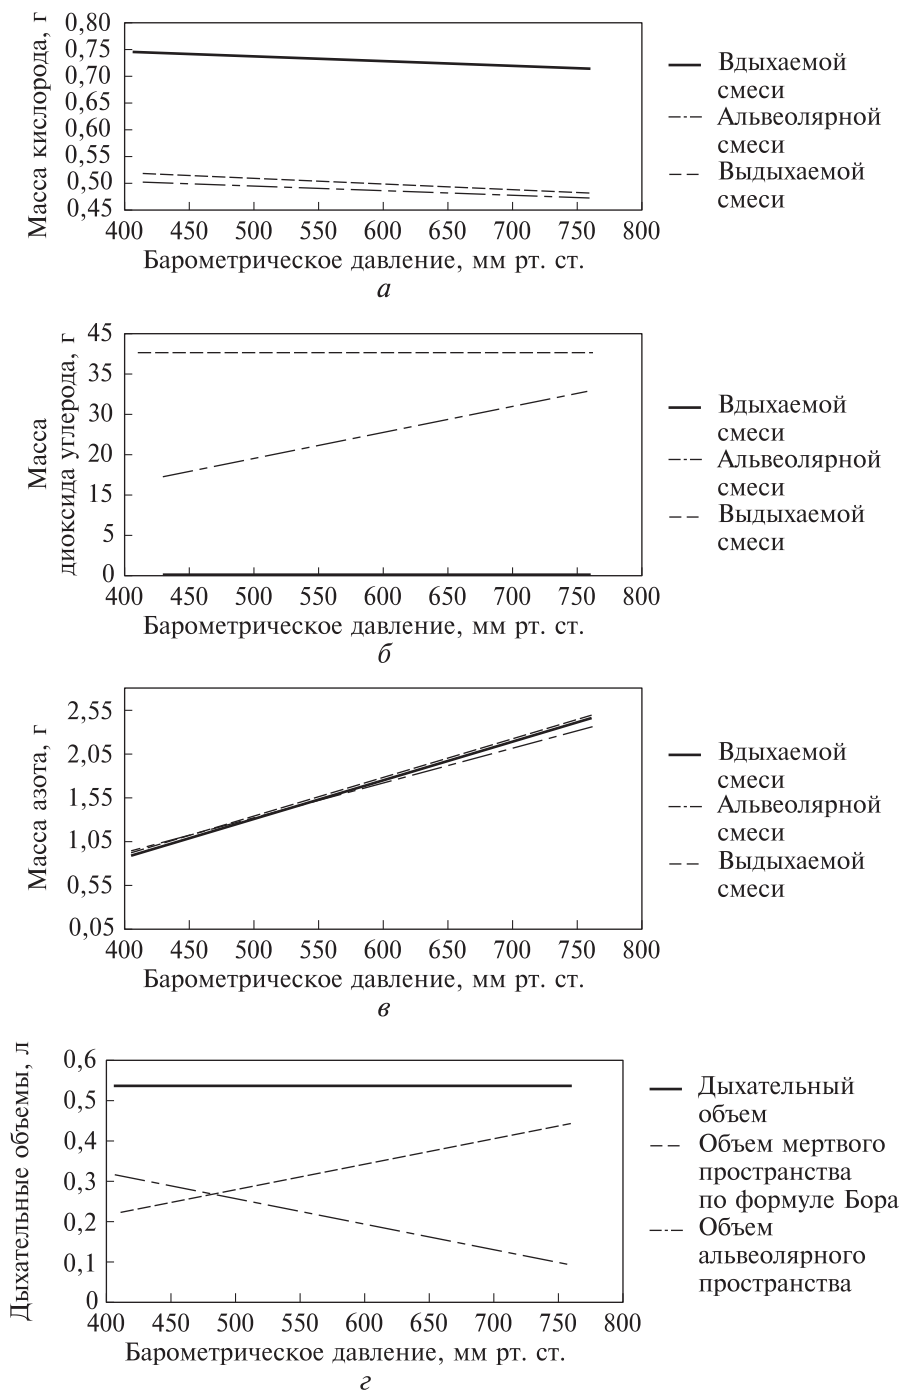 Масса кислорода, г
0,80
0,75
0,70
0,65
0,60
0,55
0,50
0,45
400 450 500 550 600 650 700 750 800
Барометрическое давление, мм рт. ст.
а
Вдыхаемой
смеси
Альвеолярной
смеси
Выдыхаемой
смеси
Масса
диоксида углерода, г
45
35
30
20
15
5
0
400 450 500 550 600 650 700 750 800
Барометрическое давление, мм рт. ст.
б
Вдыхаемой
смеси
Альвеолярной
смеси
Выдыхаемой
смеси
Масса азота, г
2,55
2,05
1,55
1,05
0,55
0,05
400 450 500 550 600 650 700 750 800
Барометрическое давление, мм рт. ст.
в
Вдыхаемой
смеси
Альвеолярной
смеси
Выдыхаемой
смеси
Дыхательные объемы, л
0,6
0,5
0,4
0,3
0,2
0,1
0
400 450 500 550 600 650 700 750 800
Барометрическое давление, мм рт. ст.
г
Дыхательный
объем
Объем мертвого
пространства
по формуле Бора
Объем
альвеолярного
пространства